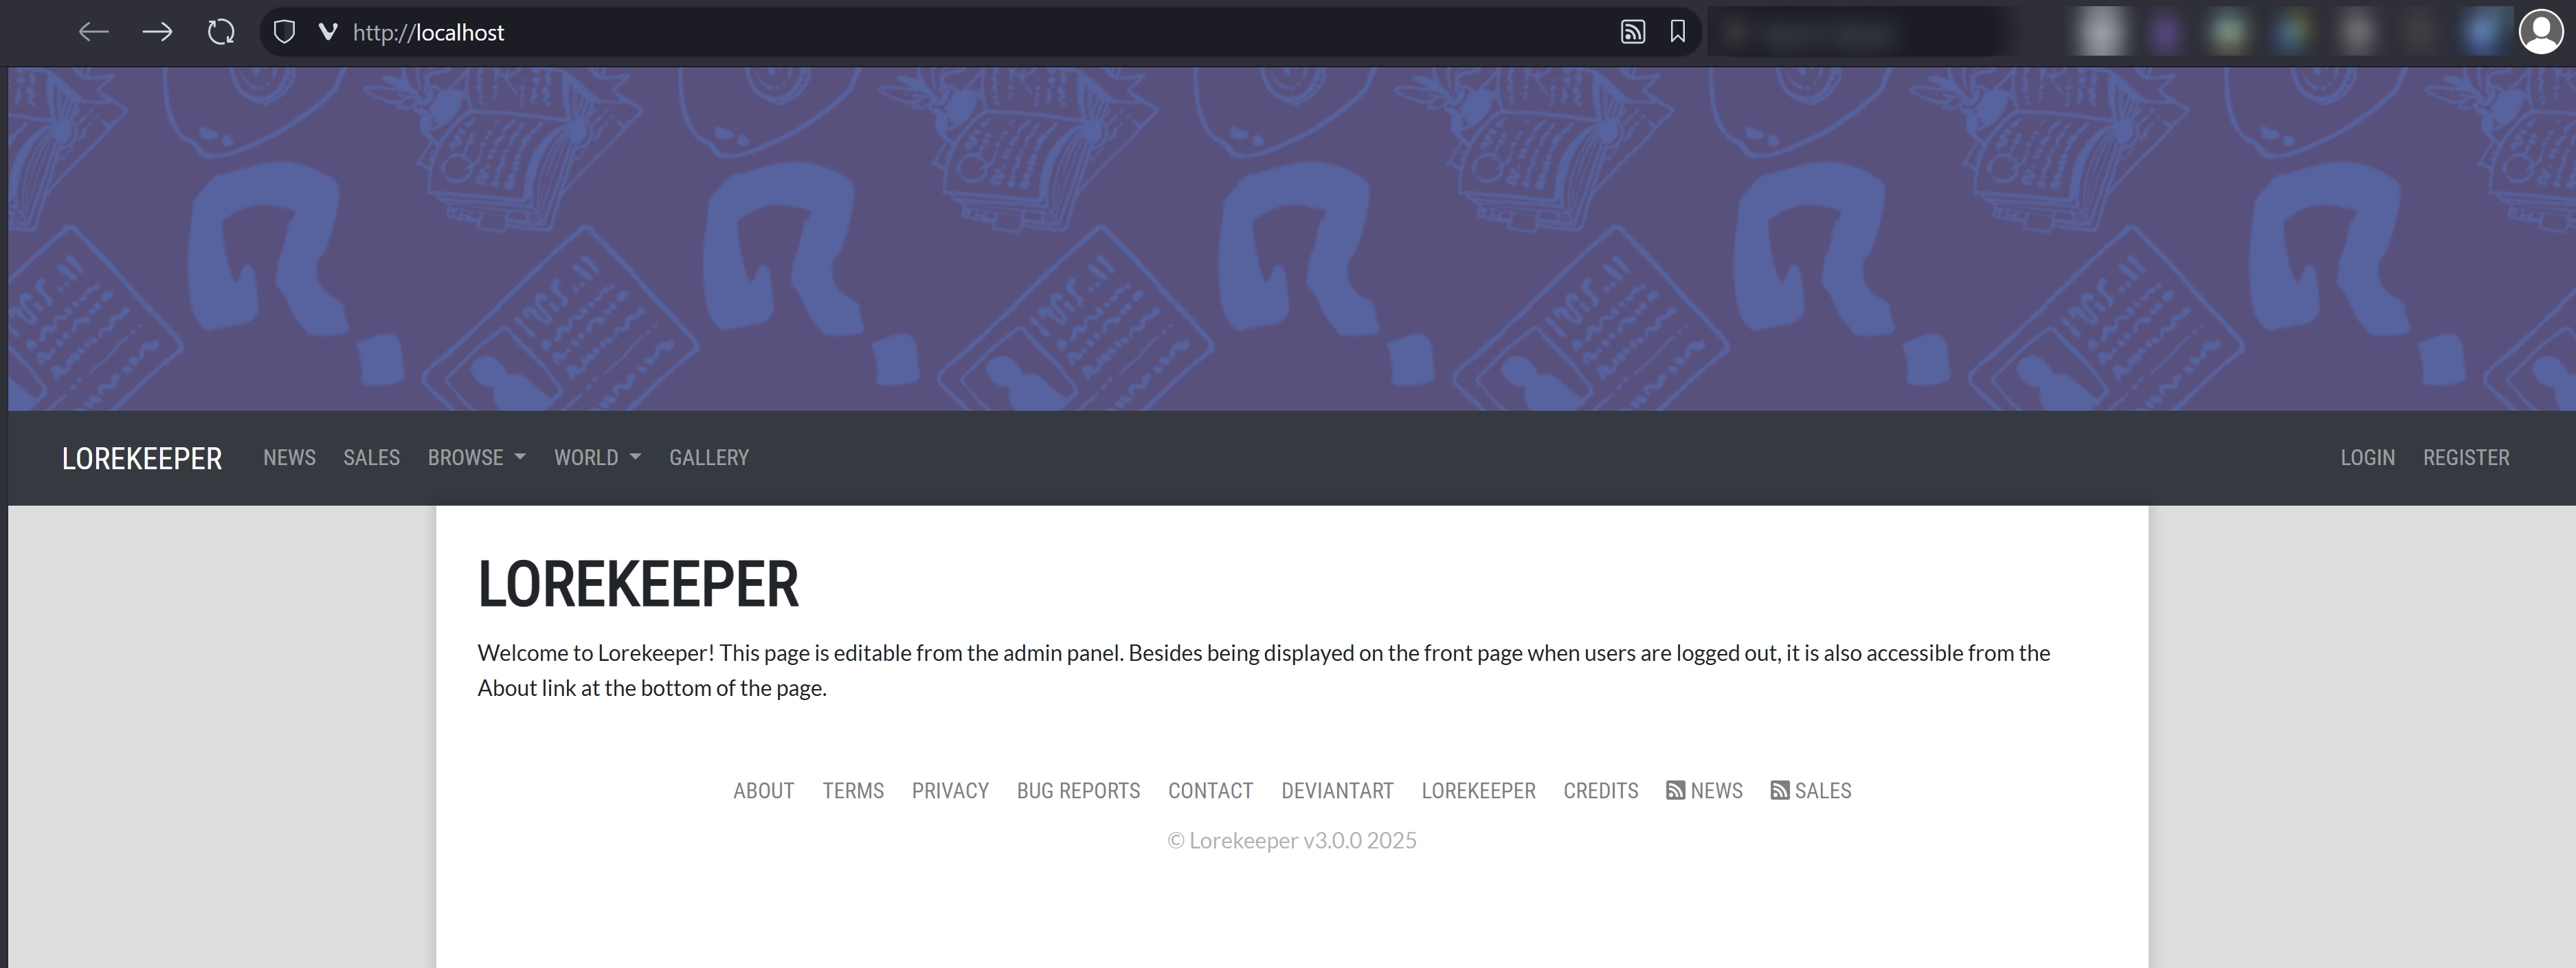 http://localhost
LOREKEEPER NEWS SALES BROWSE WORLD GALLERY LOGIN REGISTER
LOREKEEPER
Welcome to Lorekeeper! This page is editable from the admin panel. Besides being displayed on the front page when users are logged out, it is also accessible from the
About link at the bottom of the page.
ABOUT TERMS PRIVACY BUG REPORTS CONTACT DEVIANTART LOREKEEPER CREDITS NEWS SALES
© Lorekeeper v3.0.0 2025